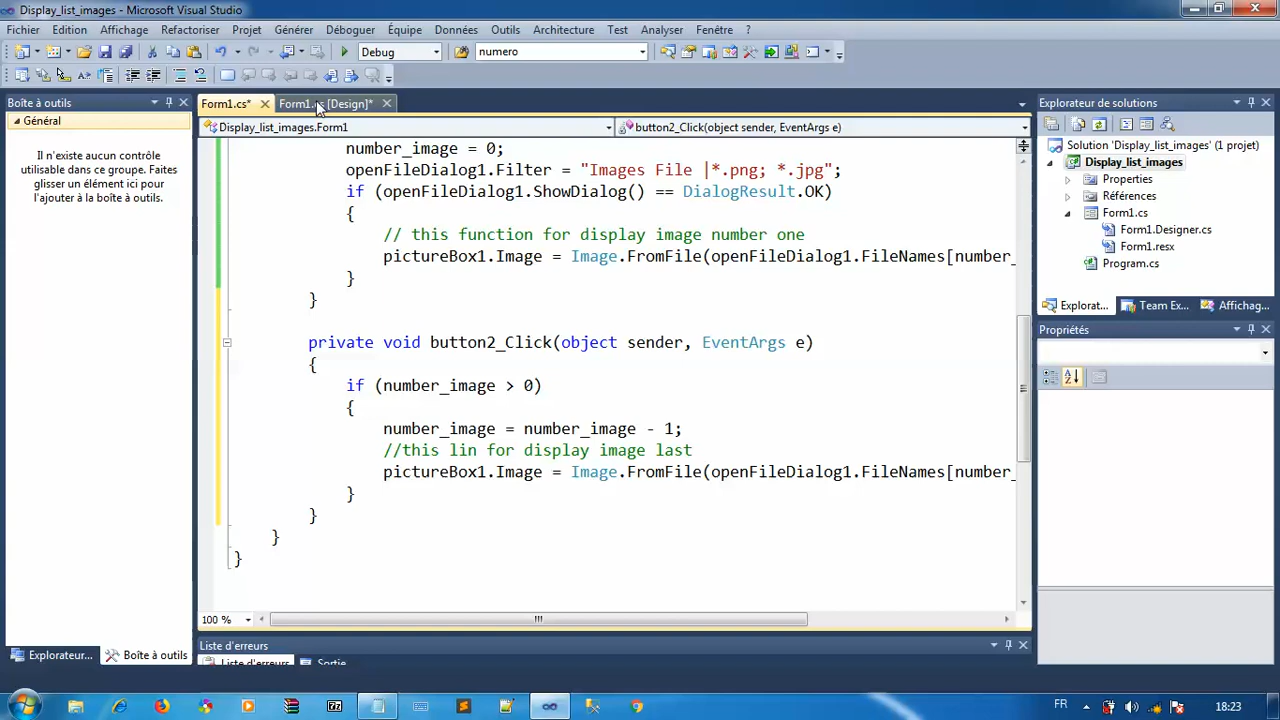 Display_list_images - Microsoft Visual Studio
Fichier Edition Affichage Refactoriser Projet Générer Déboguer Équipe Données Outils Architecture Test Analyser Fenêtre ?
Debug numero
Boîte à outils
Général
Il n'existe aucun contrôle
utilisable dans ce groupe. Faites
glisser un élément ici pour
l'ajouter à la boîte à outils.
Explorateur... Boîte à outils
Form1.cs* Form1.cs [Design]*
Display_list_images.Form1 button2_Click(object sender, EventArgs e)
number_image = 0;
openFileDialog1.Filter = "Images File |*.png; *.jpg";
if (openFileDialog1.ShowDialog() == DialogResult.OK)
{
// this function for display image number one
pictureBox1.Image = Image.FromFile(openFileDialog1.FileNames[number_
}
}
private void button2_Click(object sender, EventArgs e)
{
if (number_image > 0)
{
number_image = number_image - 1;
//this lin for display image last
pictureBox1.Image = Image.FromFile(openFileDialog1.FileNames[number_
}
}
}
}
100 %
Liste d'erreurs
Liste d'erreurs Sortie
Explorateur de solutions
Solution 'Display_list_images' (1 projet)
Display_list_images
Properties
Références
Form1.cs
Form1.Designer.cs
Form1.resx
Program.cs
Explorat... Team Ex... Affichag...
Propriétés
FR 18:23